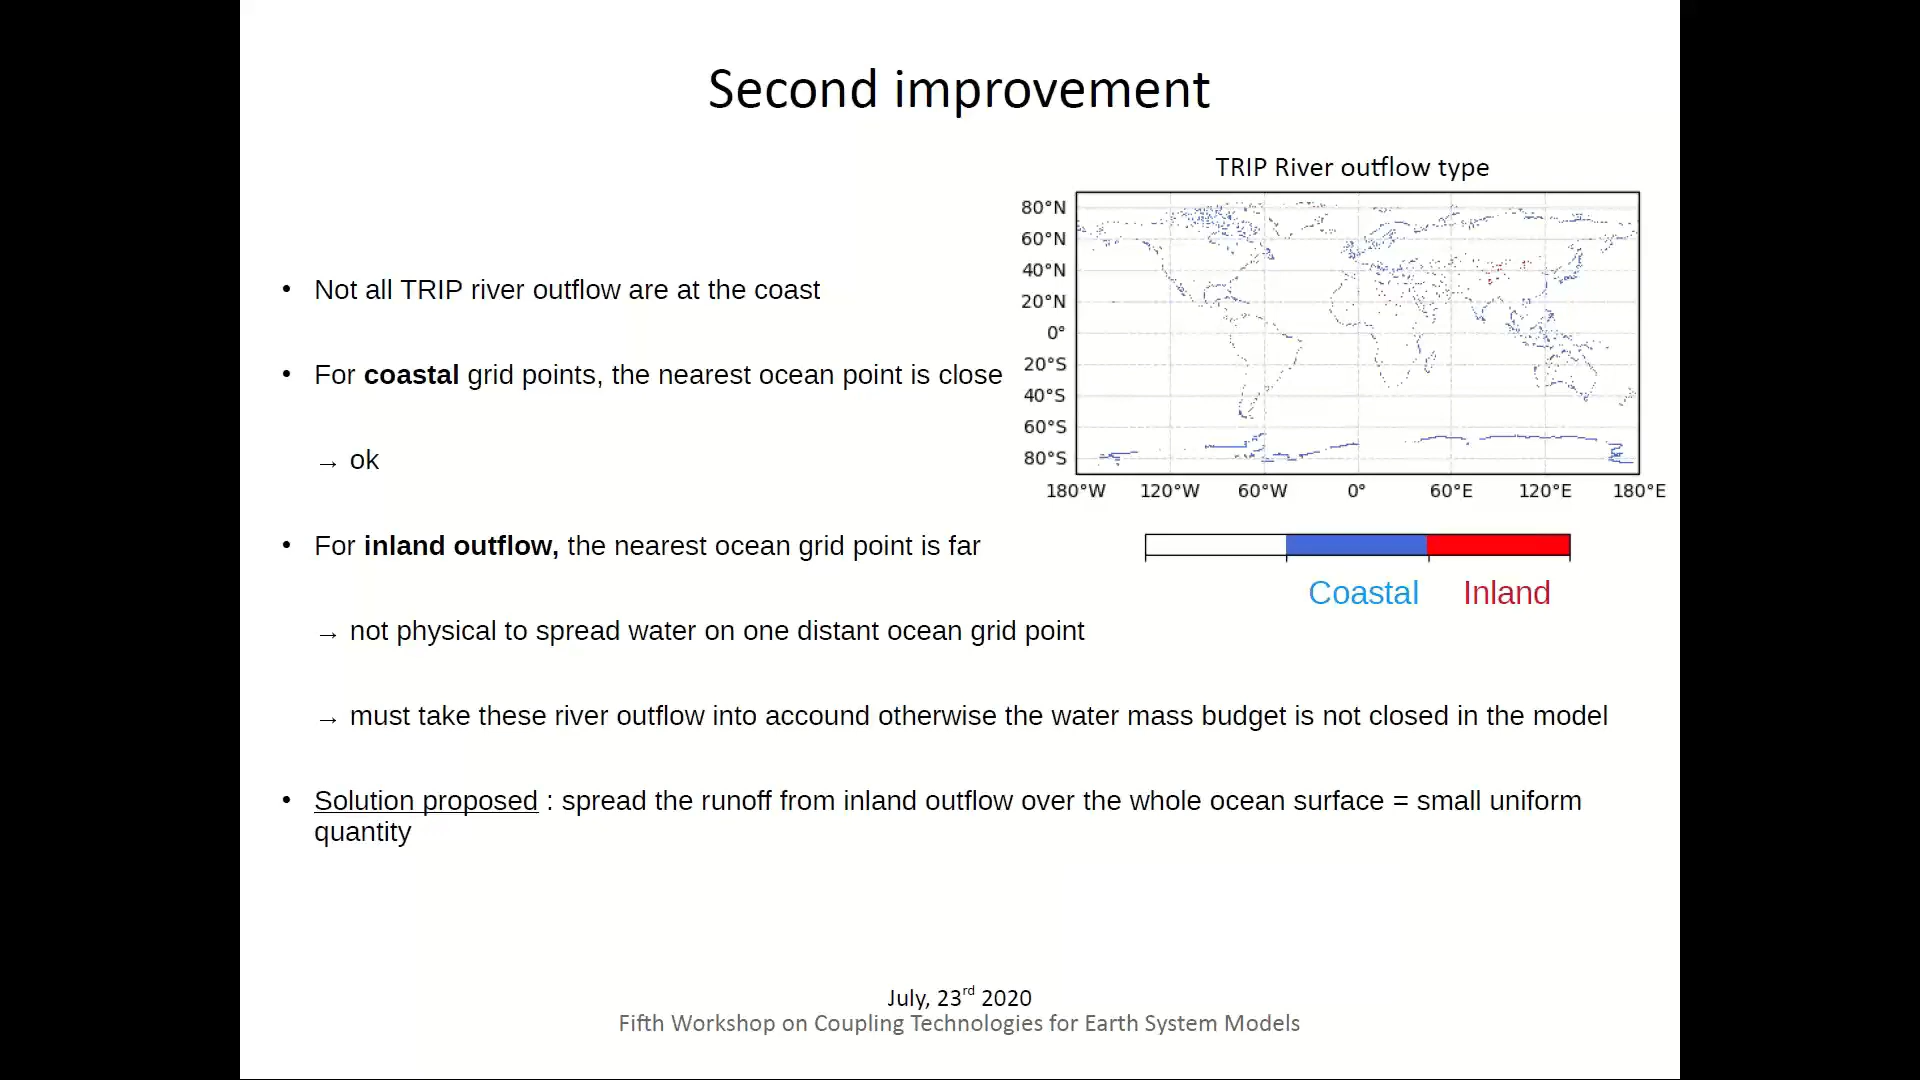 Second improvement
TRIP River outflow type
80°N
60°N
40°N
20°N
0°
20°S
40°S
60°S
80°S
180°W 120°W 60°W 0° 60°E 120°E 180°E
Coastal Inland
• Not all TRIP river outflow are at the coast
• For coastal grid points, the nearest ocean point is close
→ ok
• For inland outflow, the nearest ocean grid point is far
→ not physical to spread water on one distant ocean grid point
→ must take these river outflow into accound otherwise the water mass budget is not closed in the model
• Solution proposed : spread the runoff from inland outflow over the whole ocean surface = small uniform
quantity
July, 23rd 2020
Fifth Workshop on Coupling Technologies for Earth System Models